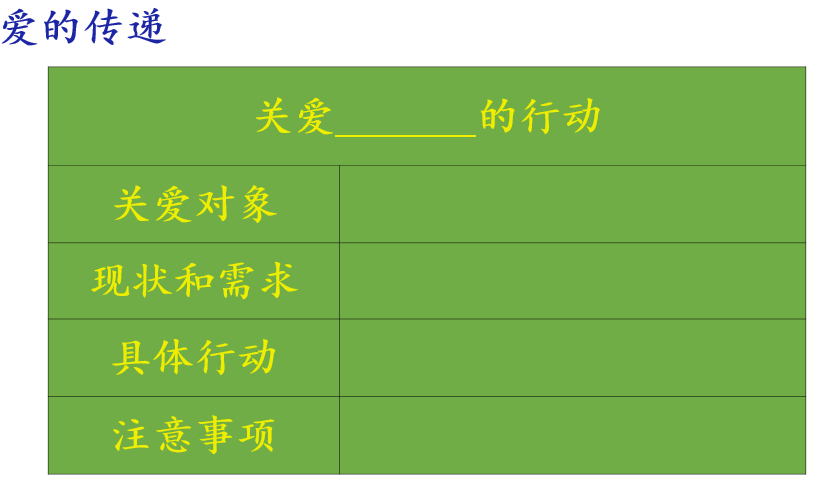 爱的传递
关爱_______的行动
关爱对象
现状和需求
具体行动
注意事项